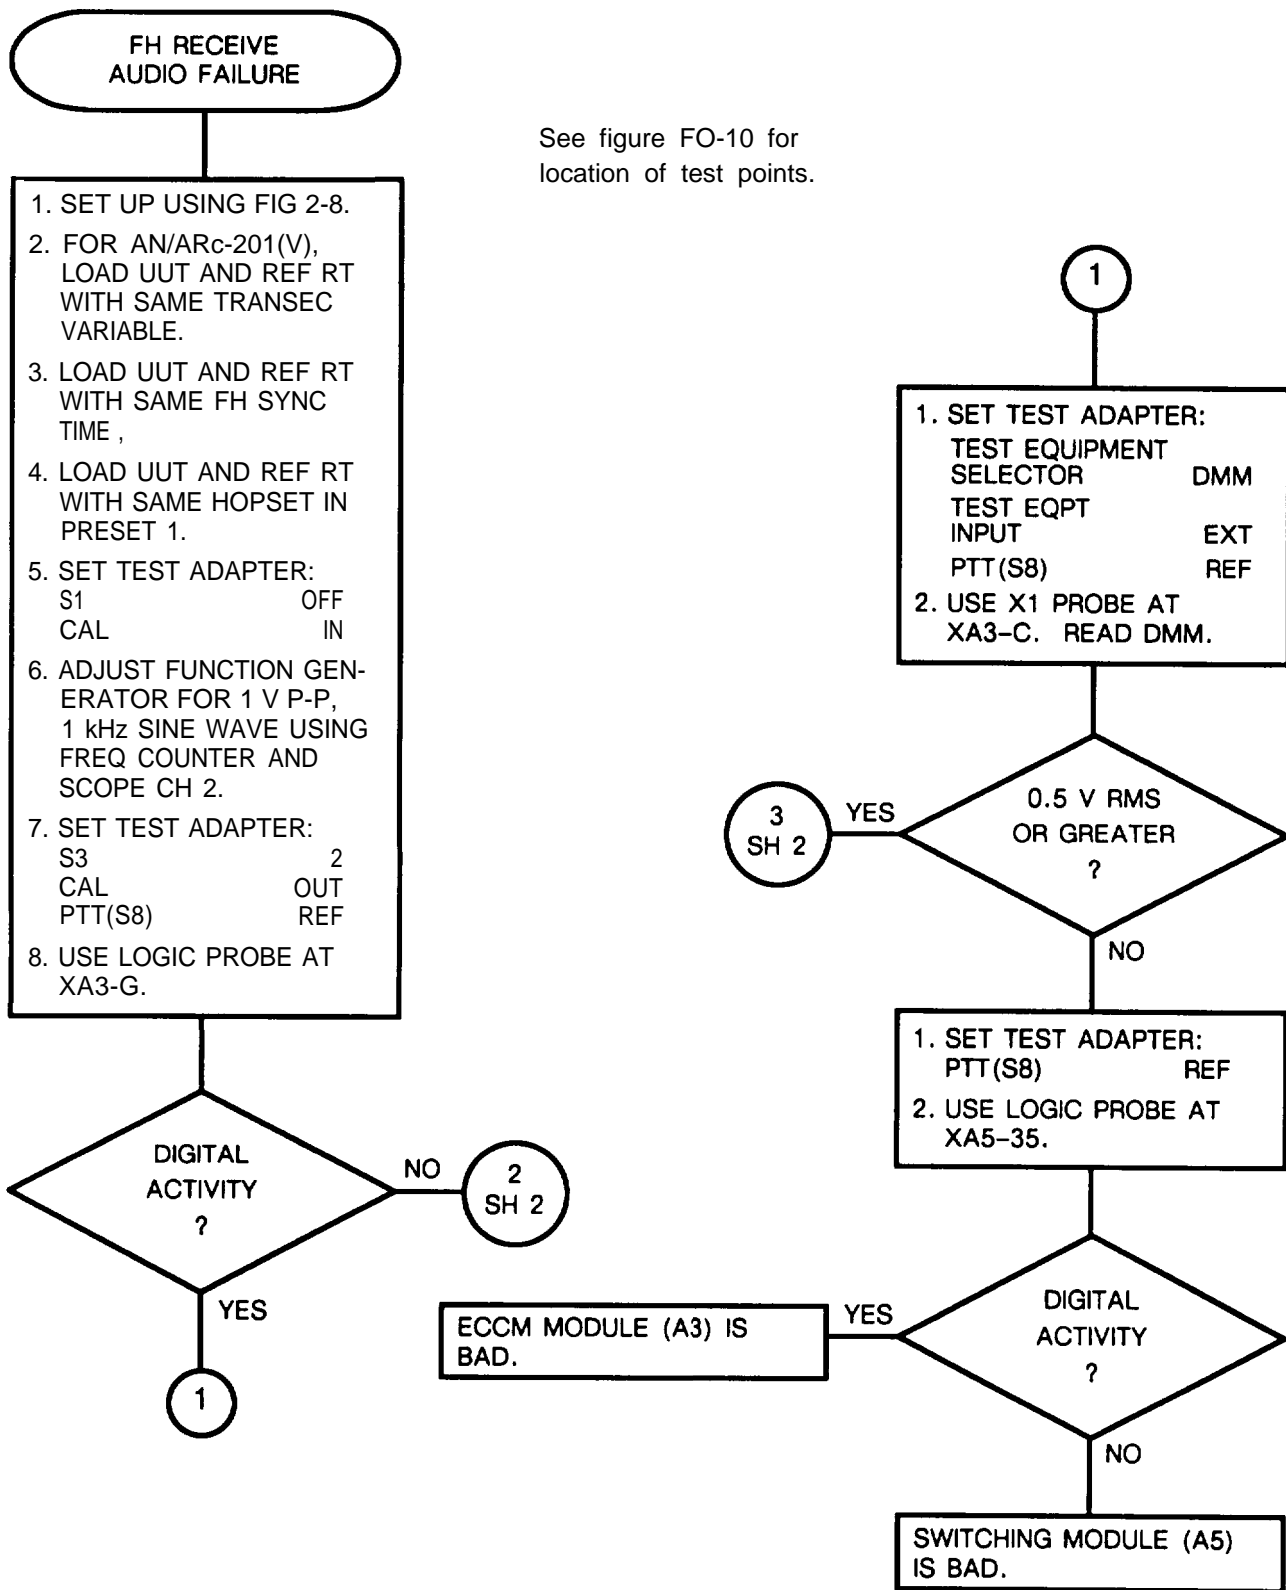 FH RECEIVE
AUDIO FAILURE
See figure FO-10 for
location of test points.
1. SET UP USING FIG 2-8.
2. FOR AN/ARc-201(V),
LOAD UUT AND REF RT
WITH SAME TRANSEC
VARIABLE.
3. LOAD UUT AND REF RT
WITH SAME FH SYNC
TIME ,
4. LOAD UUT AND REF RT
WITH SAME HOPSET IN
PRESET 1.
5. SET TEST ADAPTER:
S1 OFF
CAL IN
6. ADJUST FUNCTION GEN-
ERATOR FOR 1 V P-P,
1 kHz SINE WAVE USING
FREQ COUNTER AND
SCOPE CH 2.
7. SET TEST ADAPTER:
S3 2
CAL OUT
PTT(S8) REF
8. USE LOGIC PROBE AT
XA3-G.
DIGITAL
ACTIVITY
?
NO
2
SH 2
YES
1
1
1. SET TEST ADAPTER:
TEST EQUIPMENT
SELECTOR DMM
TEST EQPT
INPUT EXT
PTT(S8) REF
2. USE X1 PROBE AT
XA3-C. READ DMM.
0.5 V RMS
OR GREATER
?
YES
3
SH 2
NO
1. SET TEST ADAPTER:
PTT(S8) REF
2. USE LOGIC PROBE AT
XA5-35.
DIGITAL
ACTIVITY
?
YES
ECCM MODULE (A3) IS
BAD.
NO
SWITCHING MODULE (A5)
IS BAD.